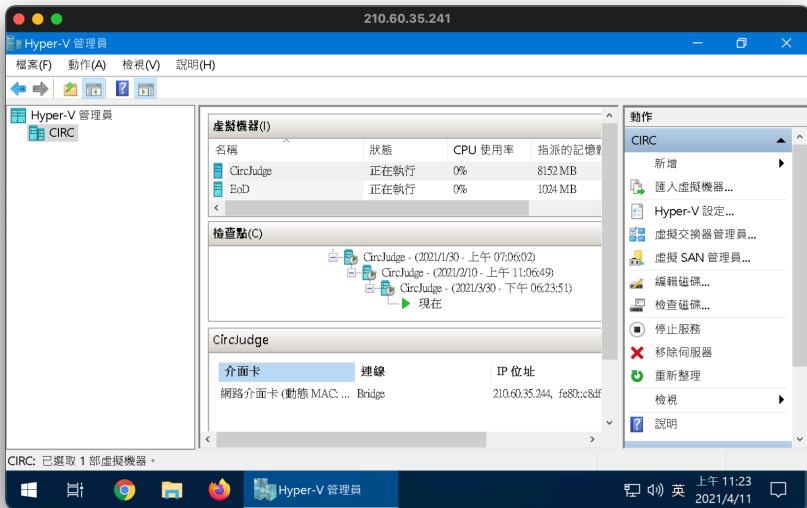 210.60.35.241
Hyper-V 管理員
檔案(F) 動作(A) 檢視(V) 說明(H)
Hyper-V 管理員
CIRC
虛擬機器(I)
名稱 狀態 CPU 使用率 指派的記憶
CircJudge 正在執行 0% 8152 MB
EoD 正在執行 0% 1024 MB
檢查點(C)
CircJudge - (2021/1/30 - 上午 07:06:02)
CircJudge - (2021/2/10 - 上午 11:06:49)
CircJudge - (2021/3/30 - 下午 06:23:51)
現在
CircJudge
介面卡 連線 IP 位址
網路介面卡 (動態 MAC: ... Bridge 210.60.35.244, fe80::c8df
動作
CIRC
新增
匯入虛擬機器...
Hyper-V 設定...
虛擬交換器管理員...
虛擬 SAN 管理員...
編輯磁碟...
檢查磁碟...
停止服務
移除伺服器
重新整理
檢視
說明
CIRC: 已選取 1 部虛擬機器。
Hyper-V 管理員
英
上午 11:23
2021/4/11